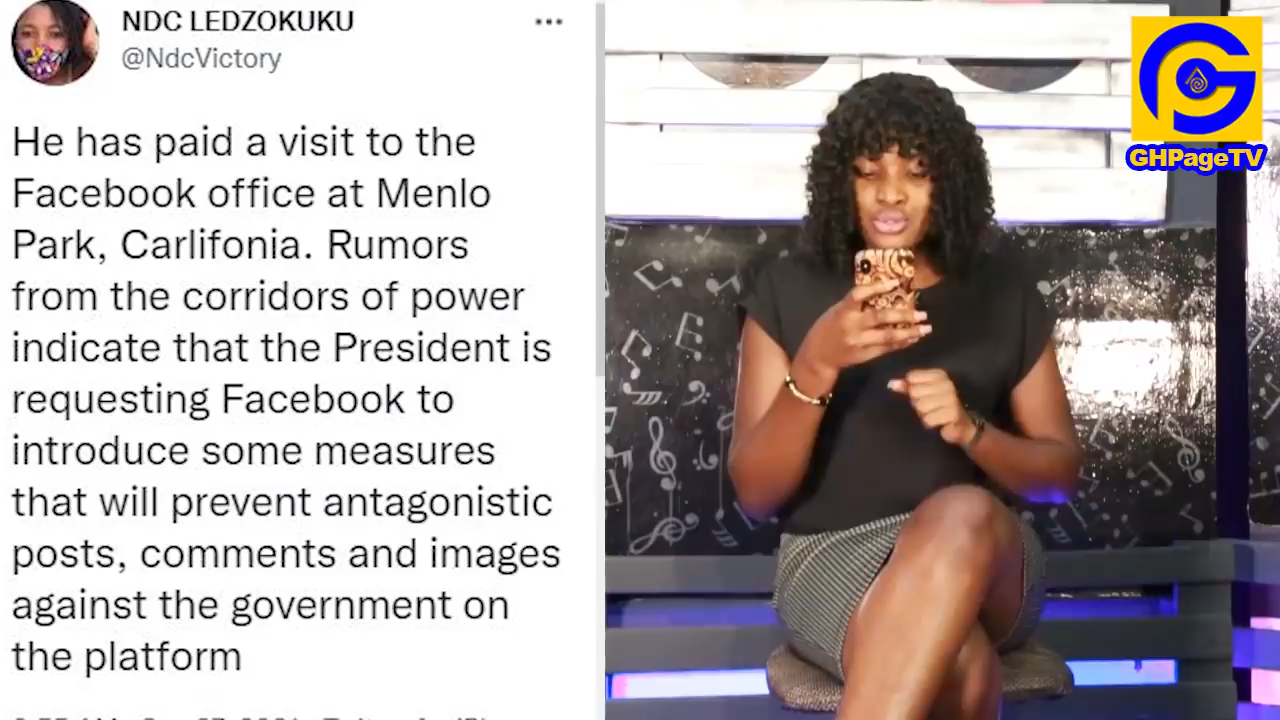 NDC LEDZOKUKU
@NdcVictory
He has paid a visit to the
Facebook office at Menlo
Park, Carlifonia. Rumors
from the corridors of power
indicate that the President is
requesting Facebook to
introduce some measures
that will prevent antagonistic
posts, comments and images
against the government on
the platform
GHPageTV